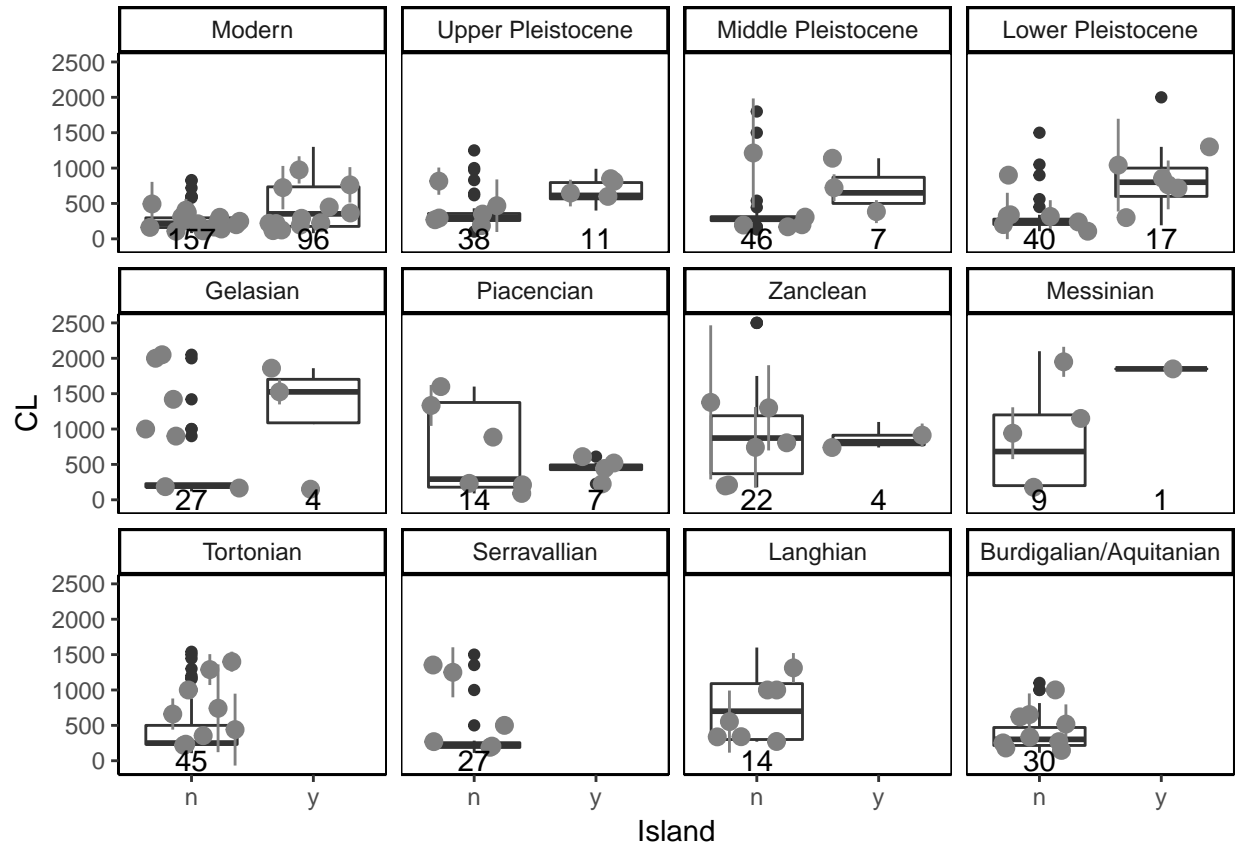 Modern Upper Pleistocene Middle Pleistocene Lower Pleistocene
2500
2000
1500
1000
500
0
157 96 38 11 46 7 40 17
Gelasian Piacencian Zanclean Messinian
2500
2000
1500
1000
500
0
27 4 14 7 22 4 9 1
CL
Tortonian Serravallian Langhian Burdigalian/Aquitanian
2500
2000
1500
1000
500
0
45 27 14 30
n y n y n y n y
Island